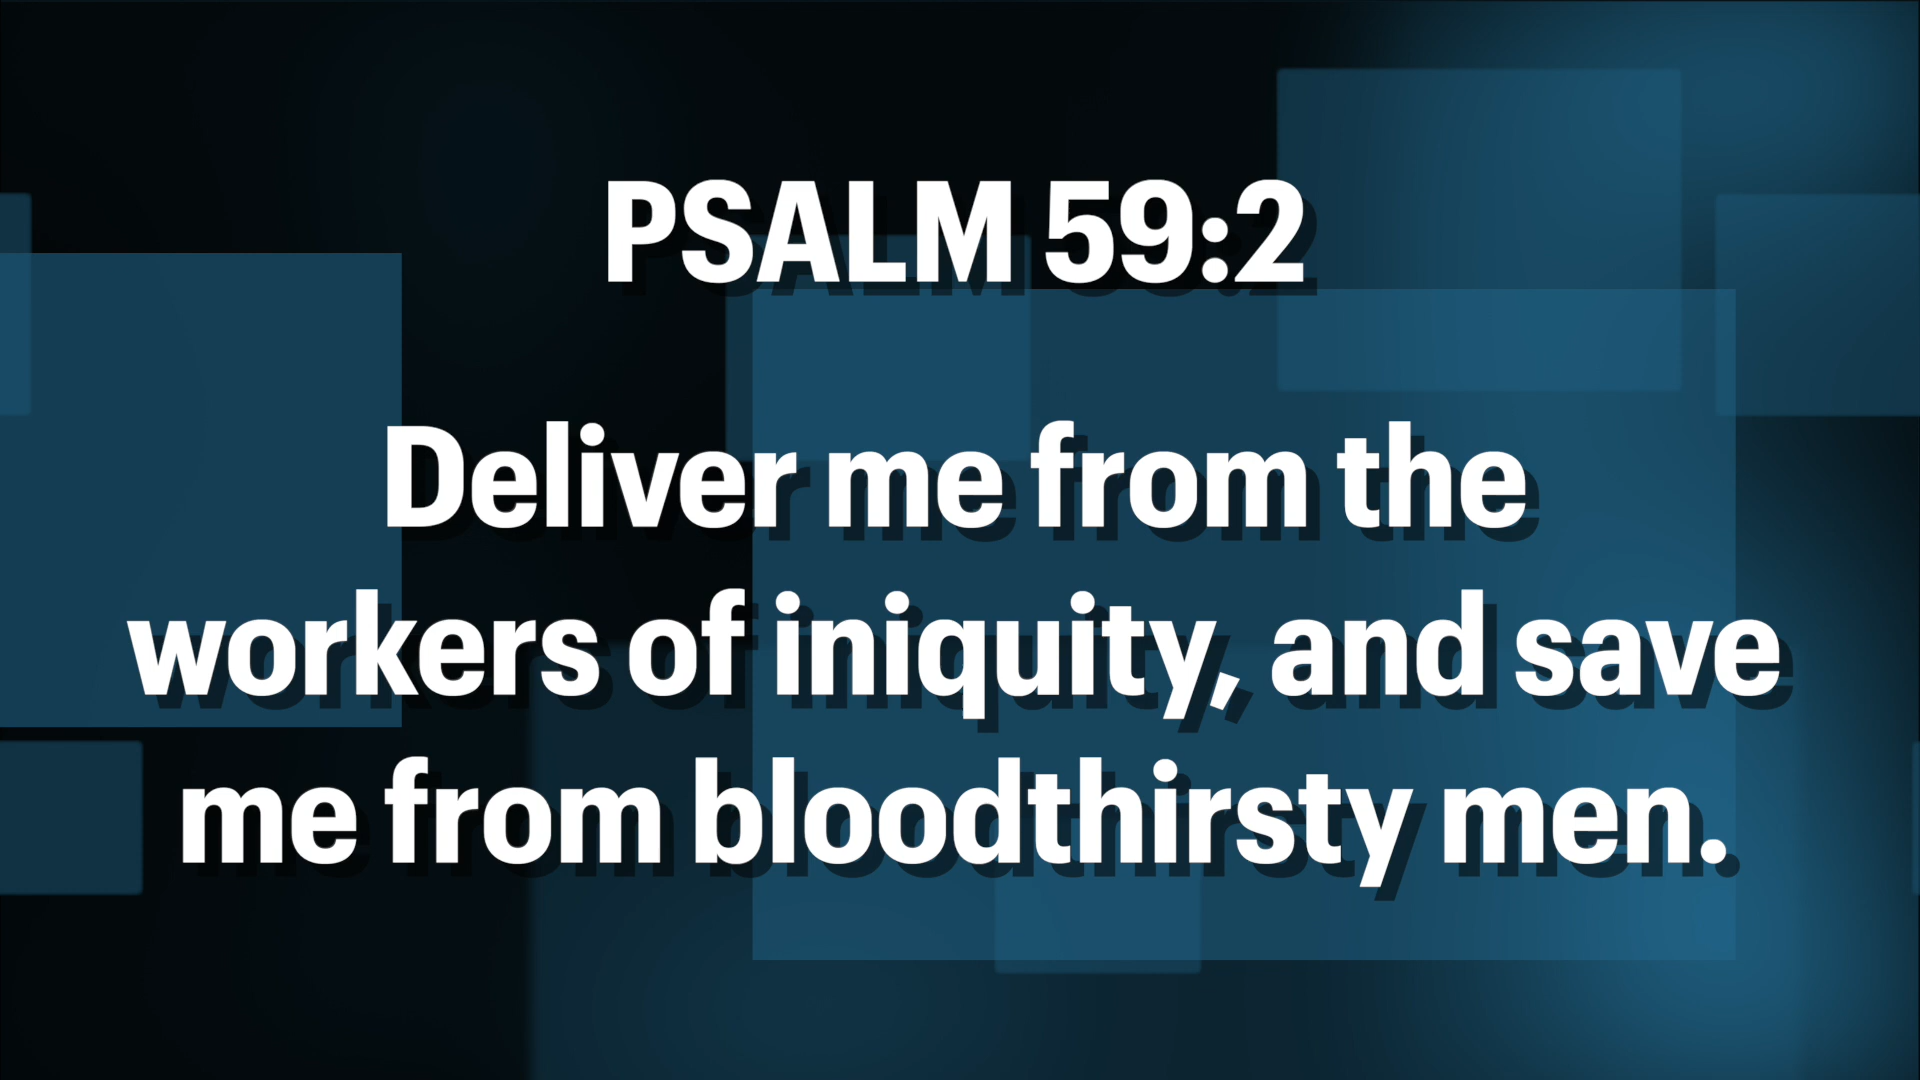 PSALM 59:2
Deliver me from the
workers of iniquity, and save
me from bloodthirsty men.